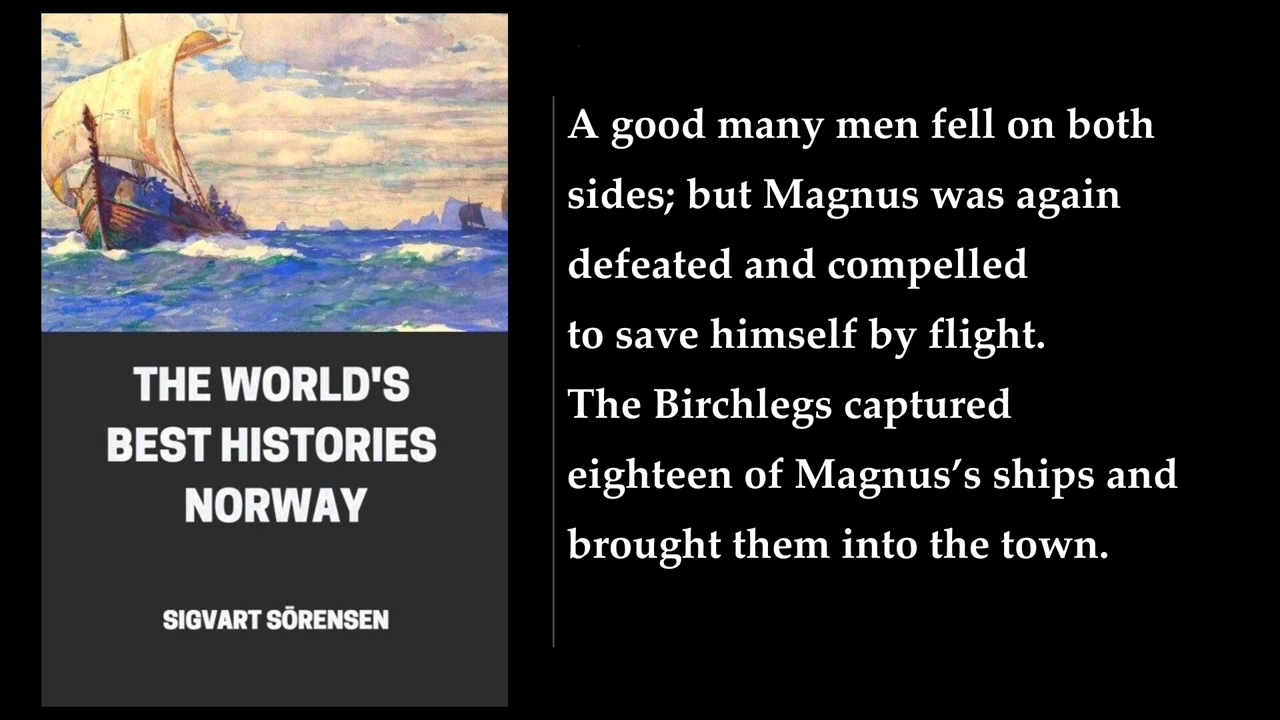 THE WORLD'S
BEST HISTORIES
NORWAY
SIGVART SÖRENSEN
A good many men fell on both
sides; but Magnus was again
defeated and compelled
to save himself by flight.
The Birchlegs captured
eighteen of Magnus’s ships and
brought them into the town.